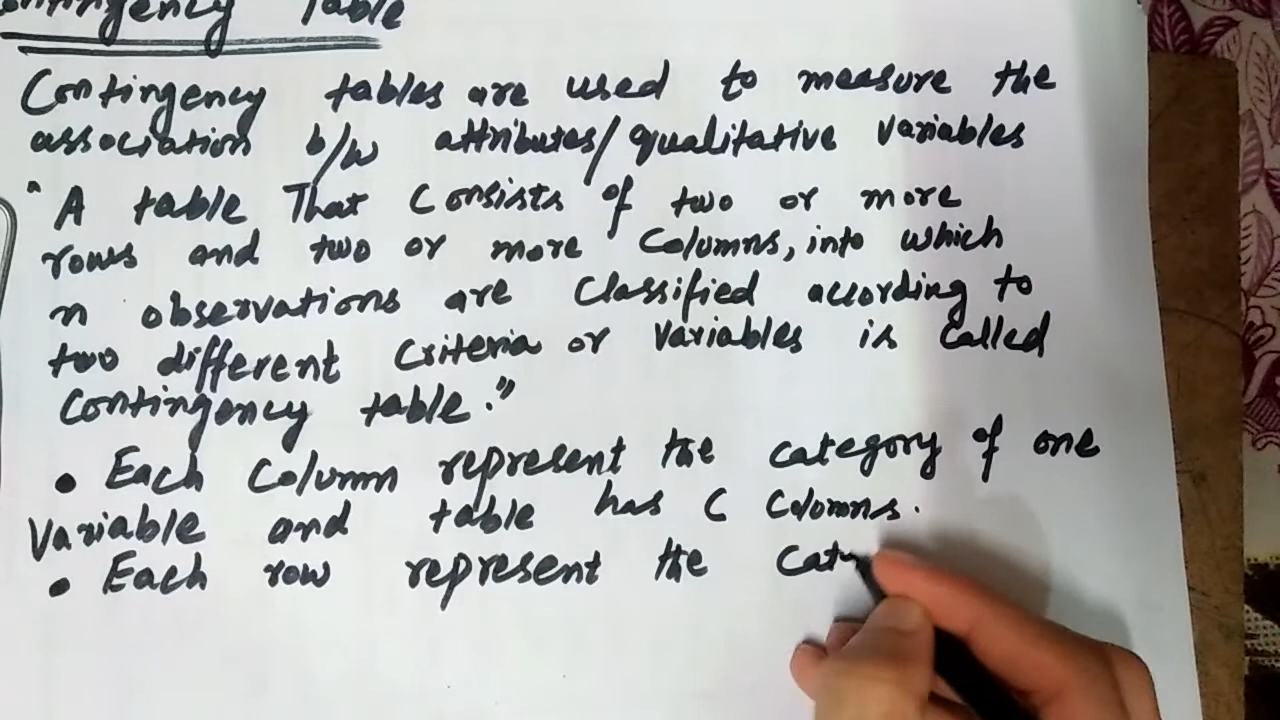 Contingency Table
Contingency tables are used to measure the
association b/w attributes/qualitative variables
"A table That Consists of two or more
rows and two or more Columns, into which
n observations are Classified according to
two different Criteria or variables is Called
Contingency table."
• Each Column represent the category of one
Variable and table has C Columns.
• Each row represent the cat